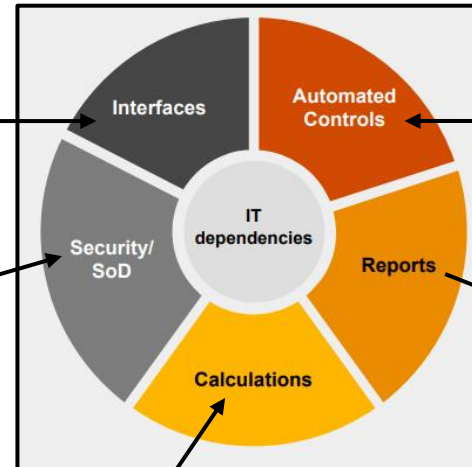 Interfaces
Automated
Controls
IT
dependencies
Security/
SoD
Reports
Calculations